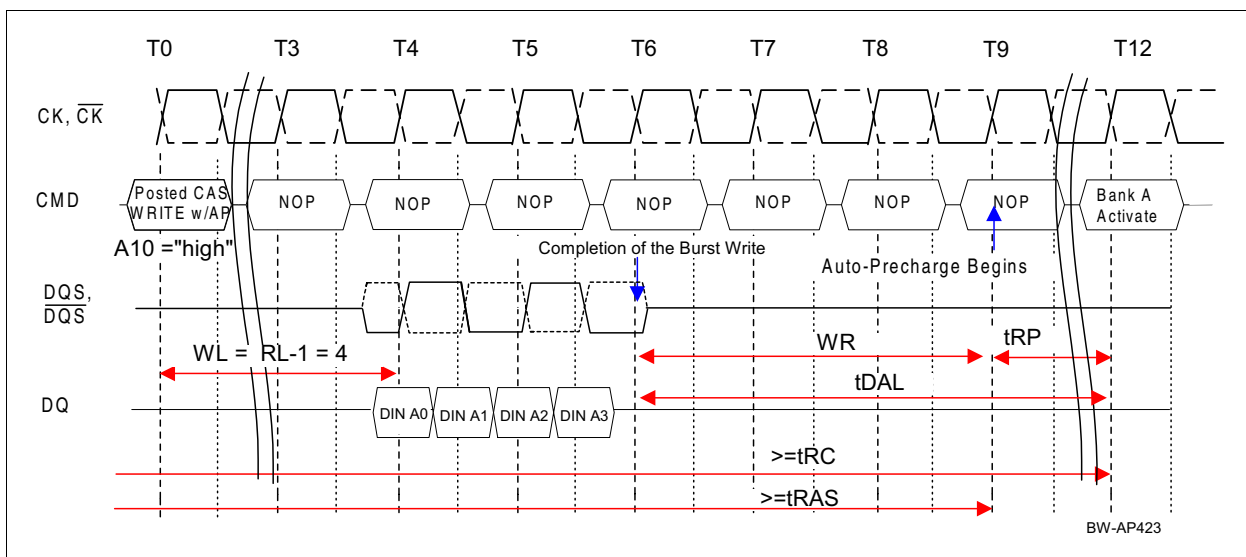 T0 T3 T4 T5 T6 T7 T8 T9 T12
CK, CK
CMD
Posted CAS
WRITE w/AP
NOP NOP NOP NOP NOP NOP NOP
Bank A
Activate
A10 ="high"
Completion of the Burst Write
Auto-Precharge Begins
DQS,
DQS
WL = RL-1 = 4
WR
tRP
tDAL
DQ
DIN A0 DIN A1 DIN A2 DIN A3
>=tRC
>=tRAS
BW-AP423